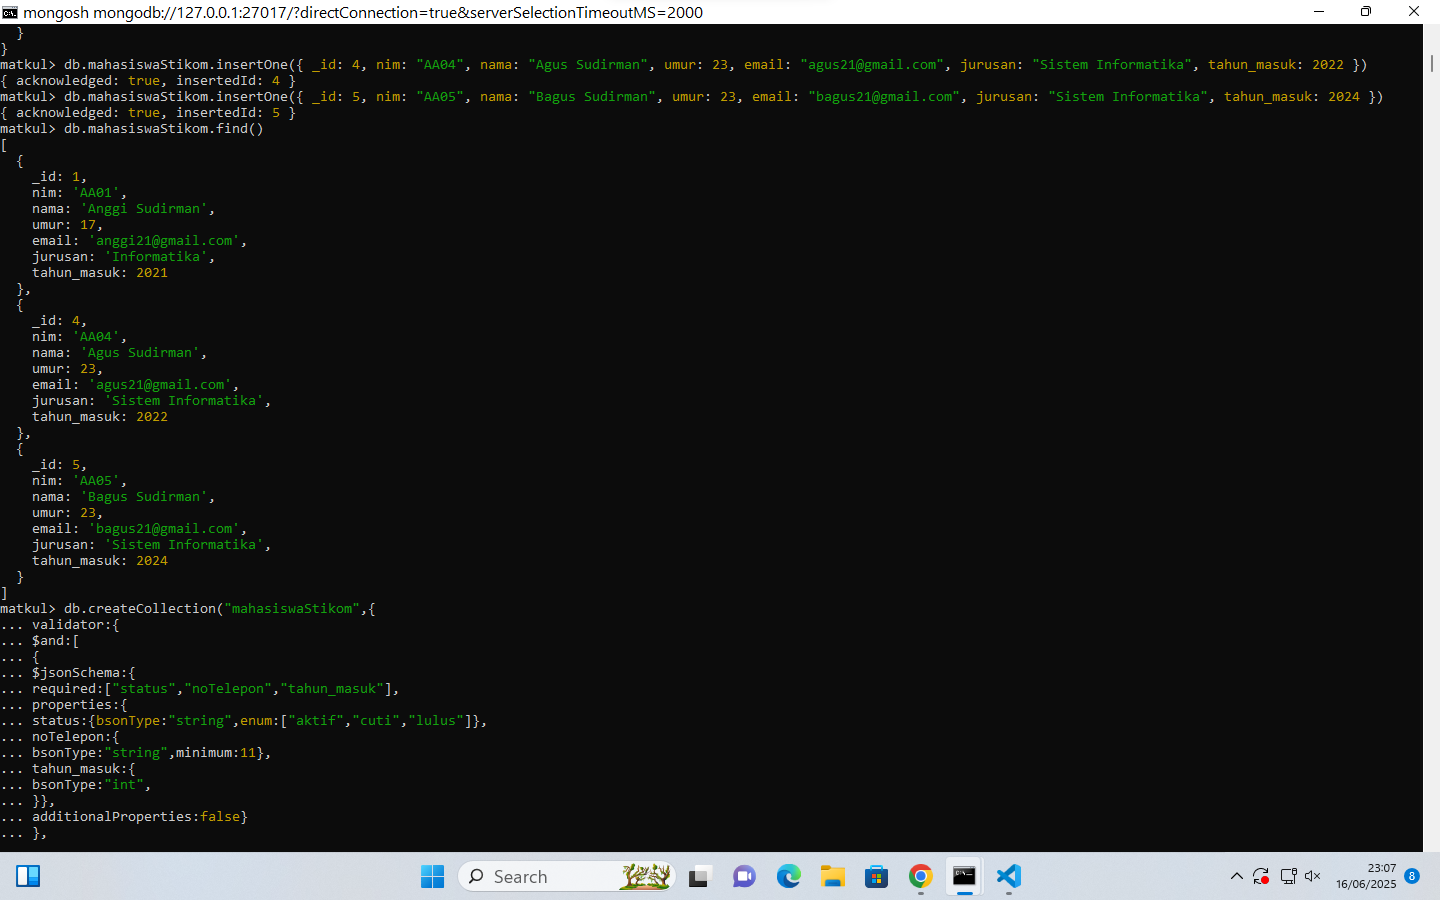 mongosh mongodb://127.0.0.1:27017/?directConnection=true&serverSelectionTimeoutMS=2000
  }
}
matkul> db.mahasiswaStikom.insertOne({ _id: 4, nim: "AA04", nama: "Agus Sudirman", umur: 23, email: "agus21@gmail.com", jurusan: "Sistem Informatika", tahun_masuk: 2022 })
{ acknowledged: true, insertedId: 4 }
matkul> db.mahasiswaStikom.insertOne({ _id: 5, nim: "AA05", nama: "Bagus Sudirman", umur: 23, email: "bagus21@gmail.com", jurusan: "Sistem Informatika", tahun_masuk: 2024 })
{ acknowledged: true, insertedId: 5 }
matkul> db.mahasiswaStikom.find()
[
  {
    _id: 1,
    nim: 'AA01',
    nama: 'Anggi Sudirman',
    umur: 17,
    email: 'anggi21@gmail.com',
    jurusan: 'Informatika',
    tahun_masuk: 2021
  },
  {
    _id: 4,
    nim: 'AA04',
    nama: 'Agus Sudirman',
    umur: 23,
    email: 'agus21@gmail.com',
    jurusan: 'Sistem Informatika',
    tahun_masuk: 2022
  },
  {
    _id: 5,
    nim: 'AA05',
    nama: 'Bagus Sudirman',
    umur: 23,
    email: 'bagus21@gmail.com',
    jurusan: 'Sistem Informatika',
    tahun_masuk: 2024
  }
]
matkul> db.createCollection("mahasiswaStikom",{
... validator:{
... $and:[
... {
... $jsonSchema:{
... required:["status","noTelepon","tahun_masuk"],
... properties:{
... status:{bsonType:"string",enum:["aktif","cuti","lulus"]},
... noTelepon:{
... bsonType:"string",minimum:11},
... tahun_masuk:{
... bsonType:"int",
... }},
... additionalProperties:false}
... },
Search
23:07
16/06/2025
8